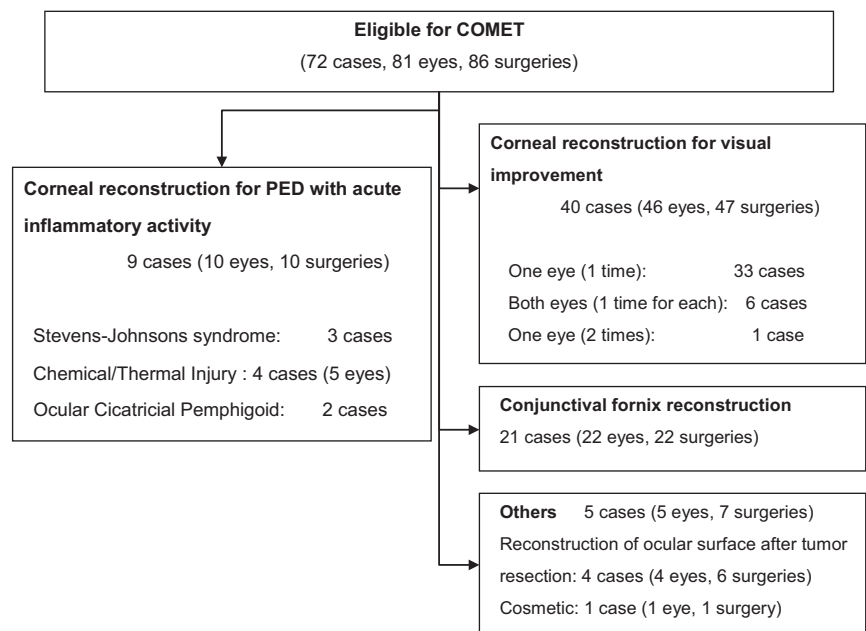 Eligible for COMET
(72 cases, 81 eyes, 86 surgeries)
Corneal reconstruction for PED with acute
inflammatory activity
9 cases (10 eyes, 10 surgeries)
Stevens-Johnsons syndrome: 3 cases
Chemical/Thermal Injury : 4 cases (5 eyes)
Ocular Cicatricial Pemphigoid: 2 cases
Corneal reconstruction for visual
improvement
40 cases (46 eyes, 47 surgeries)
One eye (1 time): 33 cases
Both eyes (1 time for each): 6 cases
One eye (2 times): 1 case
Conjunctival fornix reconstruction
21 cases (22 eyes, 22 surgeries)
Others 5 cases (5 eyes, 7 surgeries)
Reconstruction of ocular surface after tumor
resection: 4 cases (4 eyes, 6 surgeries)
Cosmetic: 1 case (1 eye, 1 surgery)